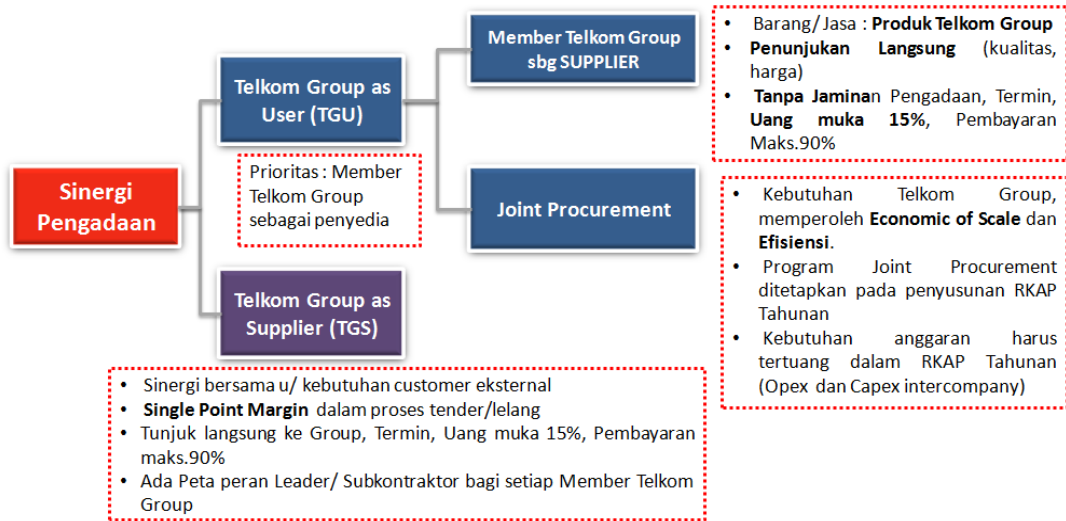 Sinergi
Pengadaan
Telkom Group as
User (TGU)
Prioritas : Member
Telkom Group
sebagai penyedia
Telkom Group as
Supplier (TGS)
Member Telkom Group
sbg SUPPLIER
Joint Procurement
• Barang/ Jasa : Produk Telkom Group
• Penunjukan Langsung (kualitas,
harga)
• Tanpa Jaminan Pengadaan, Termin,
Uang muka 15%, Pembayaran
Maks.90%
• Kebutuhan Telkom Group,
memperoleh Economic of Scale dan
Efisiensi.
• Program Joint Procurement
ditetapkan pada penyusunan RKAP
Tahunan
• Kebutuhan anggaran harus
tertuang dalam RKAP Tahunan
(Opex dan Capex intercompany)
• Sinergi bersama u/ kebutuhan customer eksternal
• Single Point Margin dalam proses tender/lelang
• Tunjuk langsung ke Group, Termin, Uang muka 15%, Pembayaran
maks.90%
• Ada Peta peran Leader/ Subkontraktor bagi setiap Member Telkom
Group